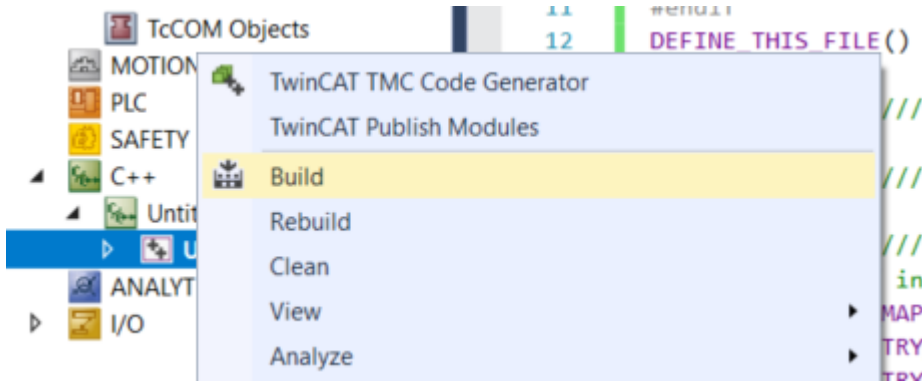 11 #endif
TcCOM Objects
12 DEFINE_THIS_FILE()
MOTION
TwinCAT TMC Code Generator
PLC
///
TwinCAT Publish Modules
SAFETY
C++
Build
///
Untit
Rebuild
U
///
Clean
ANALYT
in
I/O
View
MAP
Analyze
TRY
TRY